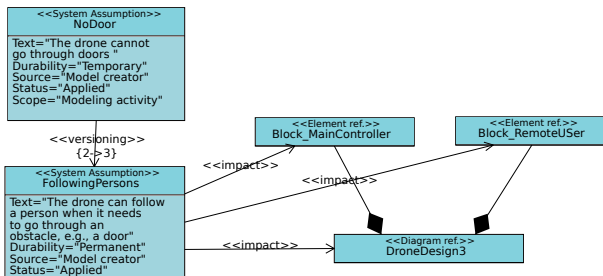 <<System Assumption>>
NoDoor
Text="The drone cannot
go through doors "
Durability="Temporary"
Source="Model creator"
Status="Applied"
Scope="Modeling activity"
<<versioning>>
{2->3}
<<System Assumption>>
FollowingPersons
Text="The drone can follow
a person when it needs
to go through an
obstacle, e.g., a door"
Durability="Permanent"
Source="Model creator"
Status="Applied"
<<Element ref.>>
Block_MainController
<<Element ref.>>
Block_RemoteUSer
<<impact>>
<<impact>>
<<impact>>
<<Diagram ref.>>
DroneDesign3